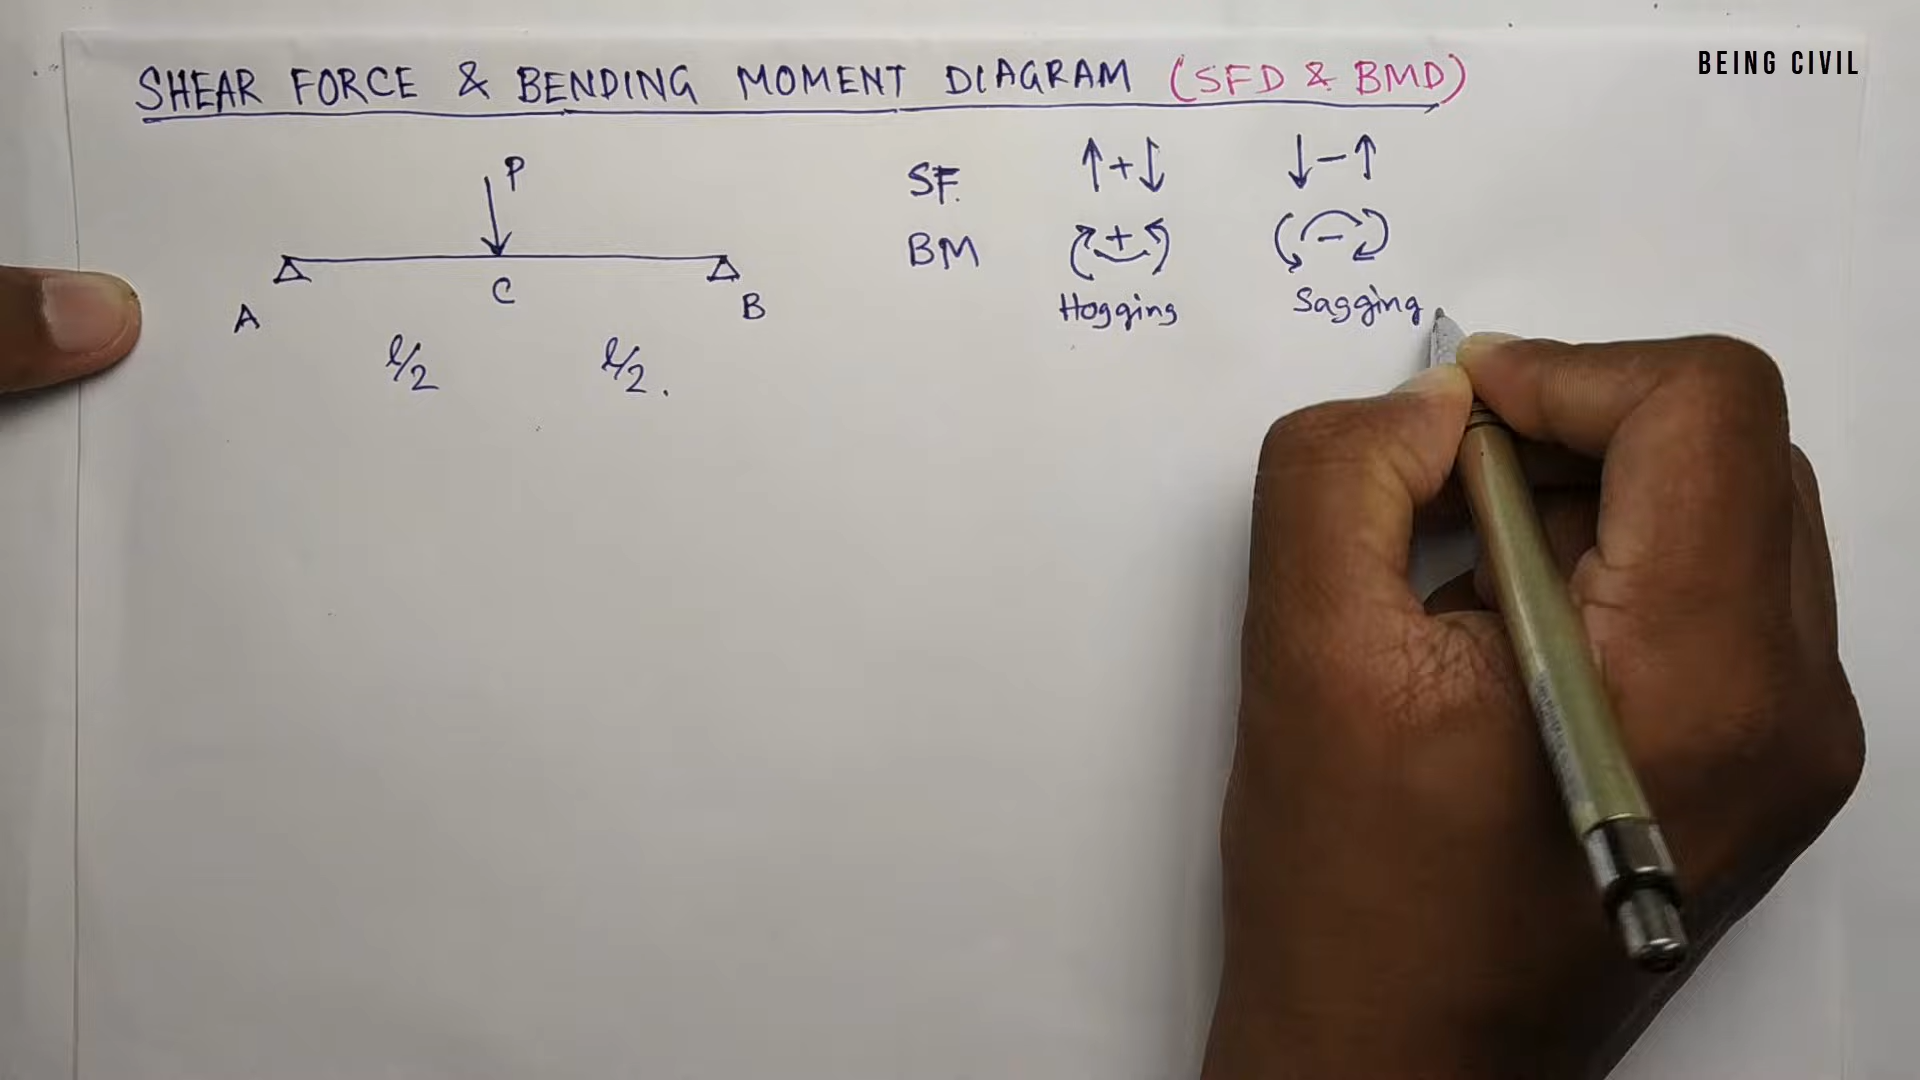 BEING CIVIL
SHEAR FORCE & BENDING MOMENT DIAGRAM (SFD & BMD)
P
A
C
B
l/2 l/2.
SF. ↑+↓ ↓-↑
BM + -
Hogging Sagging